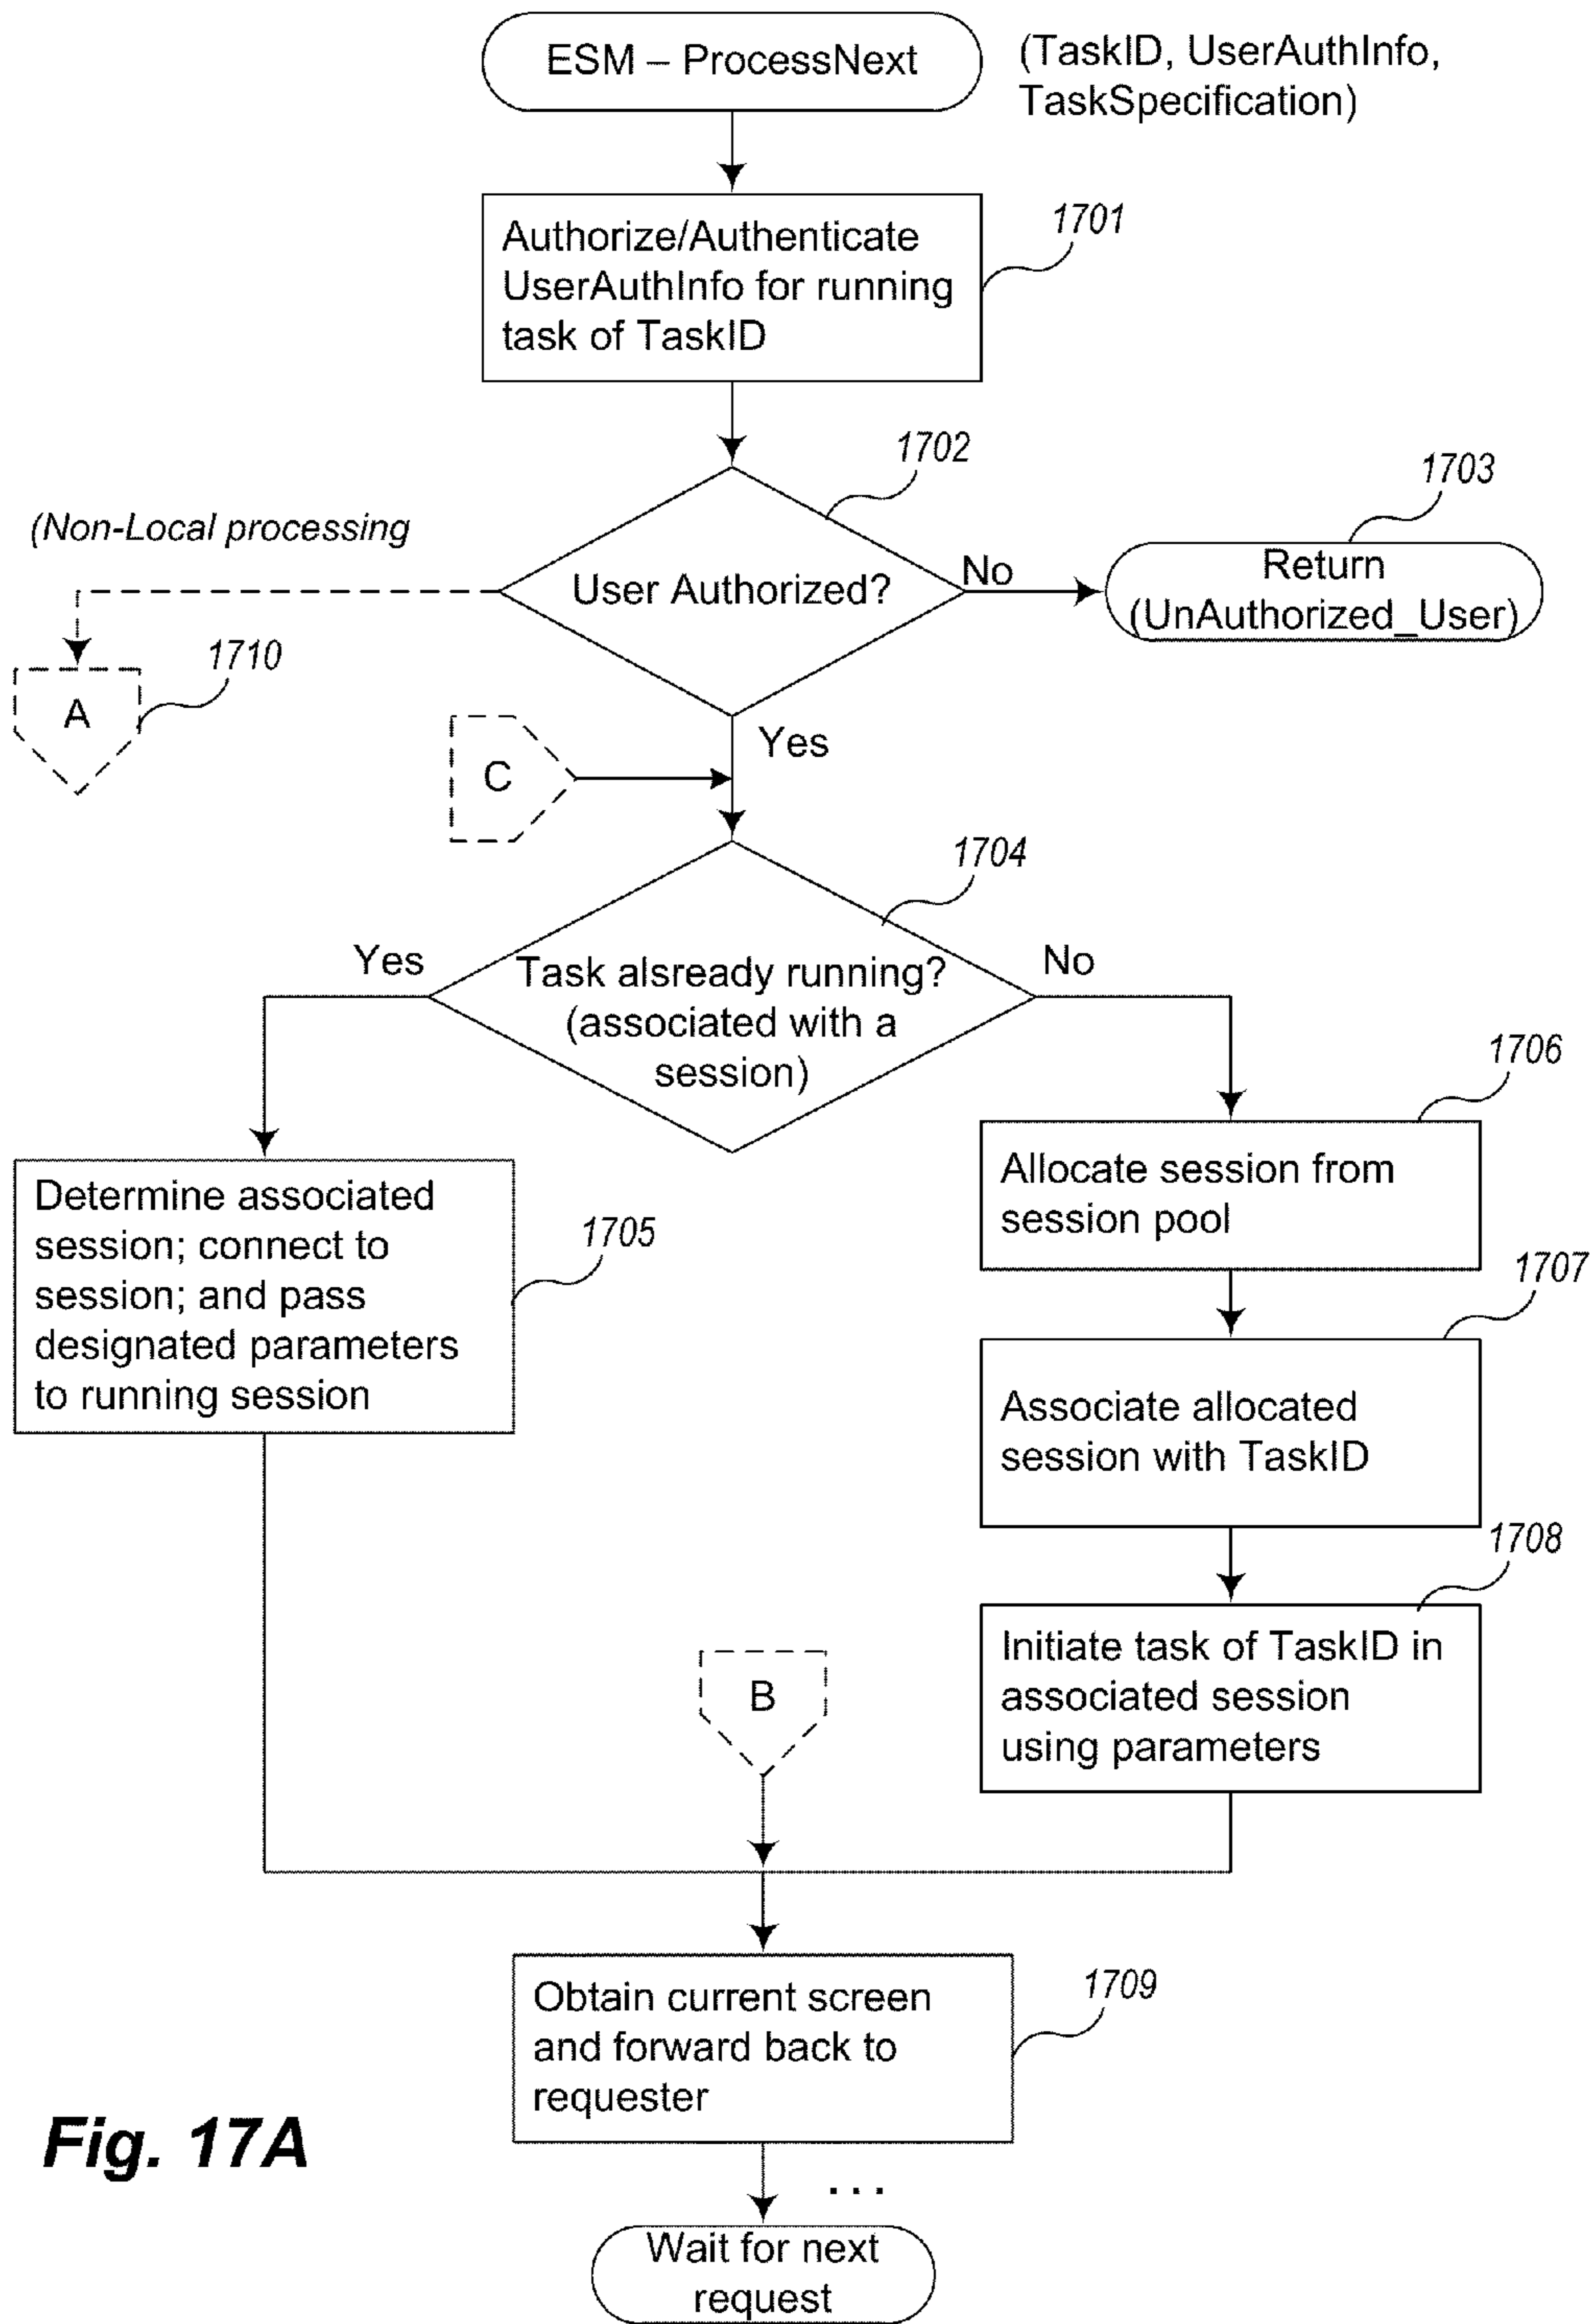 ESM – ProcessNext
(TaskID, UserAuthInfo,
TaskSpecification)
1701
Authorize/Authenticate
UserAuthInfo for running
task of TaskID
1702
1703
(Non-Local processing
User Authorized?
No
Return
(UnAuthorized_User)
1710
A
Yes
C
1704
Yes
No
Task alsready running?
(associated with a
session)
1706
Allocate session from
session pool
Determine associated
session; connect to
session; and pass
designated parameters
to running session
1705
1707
Associate allocated
session with TaskID
1708
Initiate task of TaskID in
associated session
using parameters
B
1709
Obtain current screen
and forward back to
requester
Fig. 17A
...
Wait for next
request